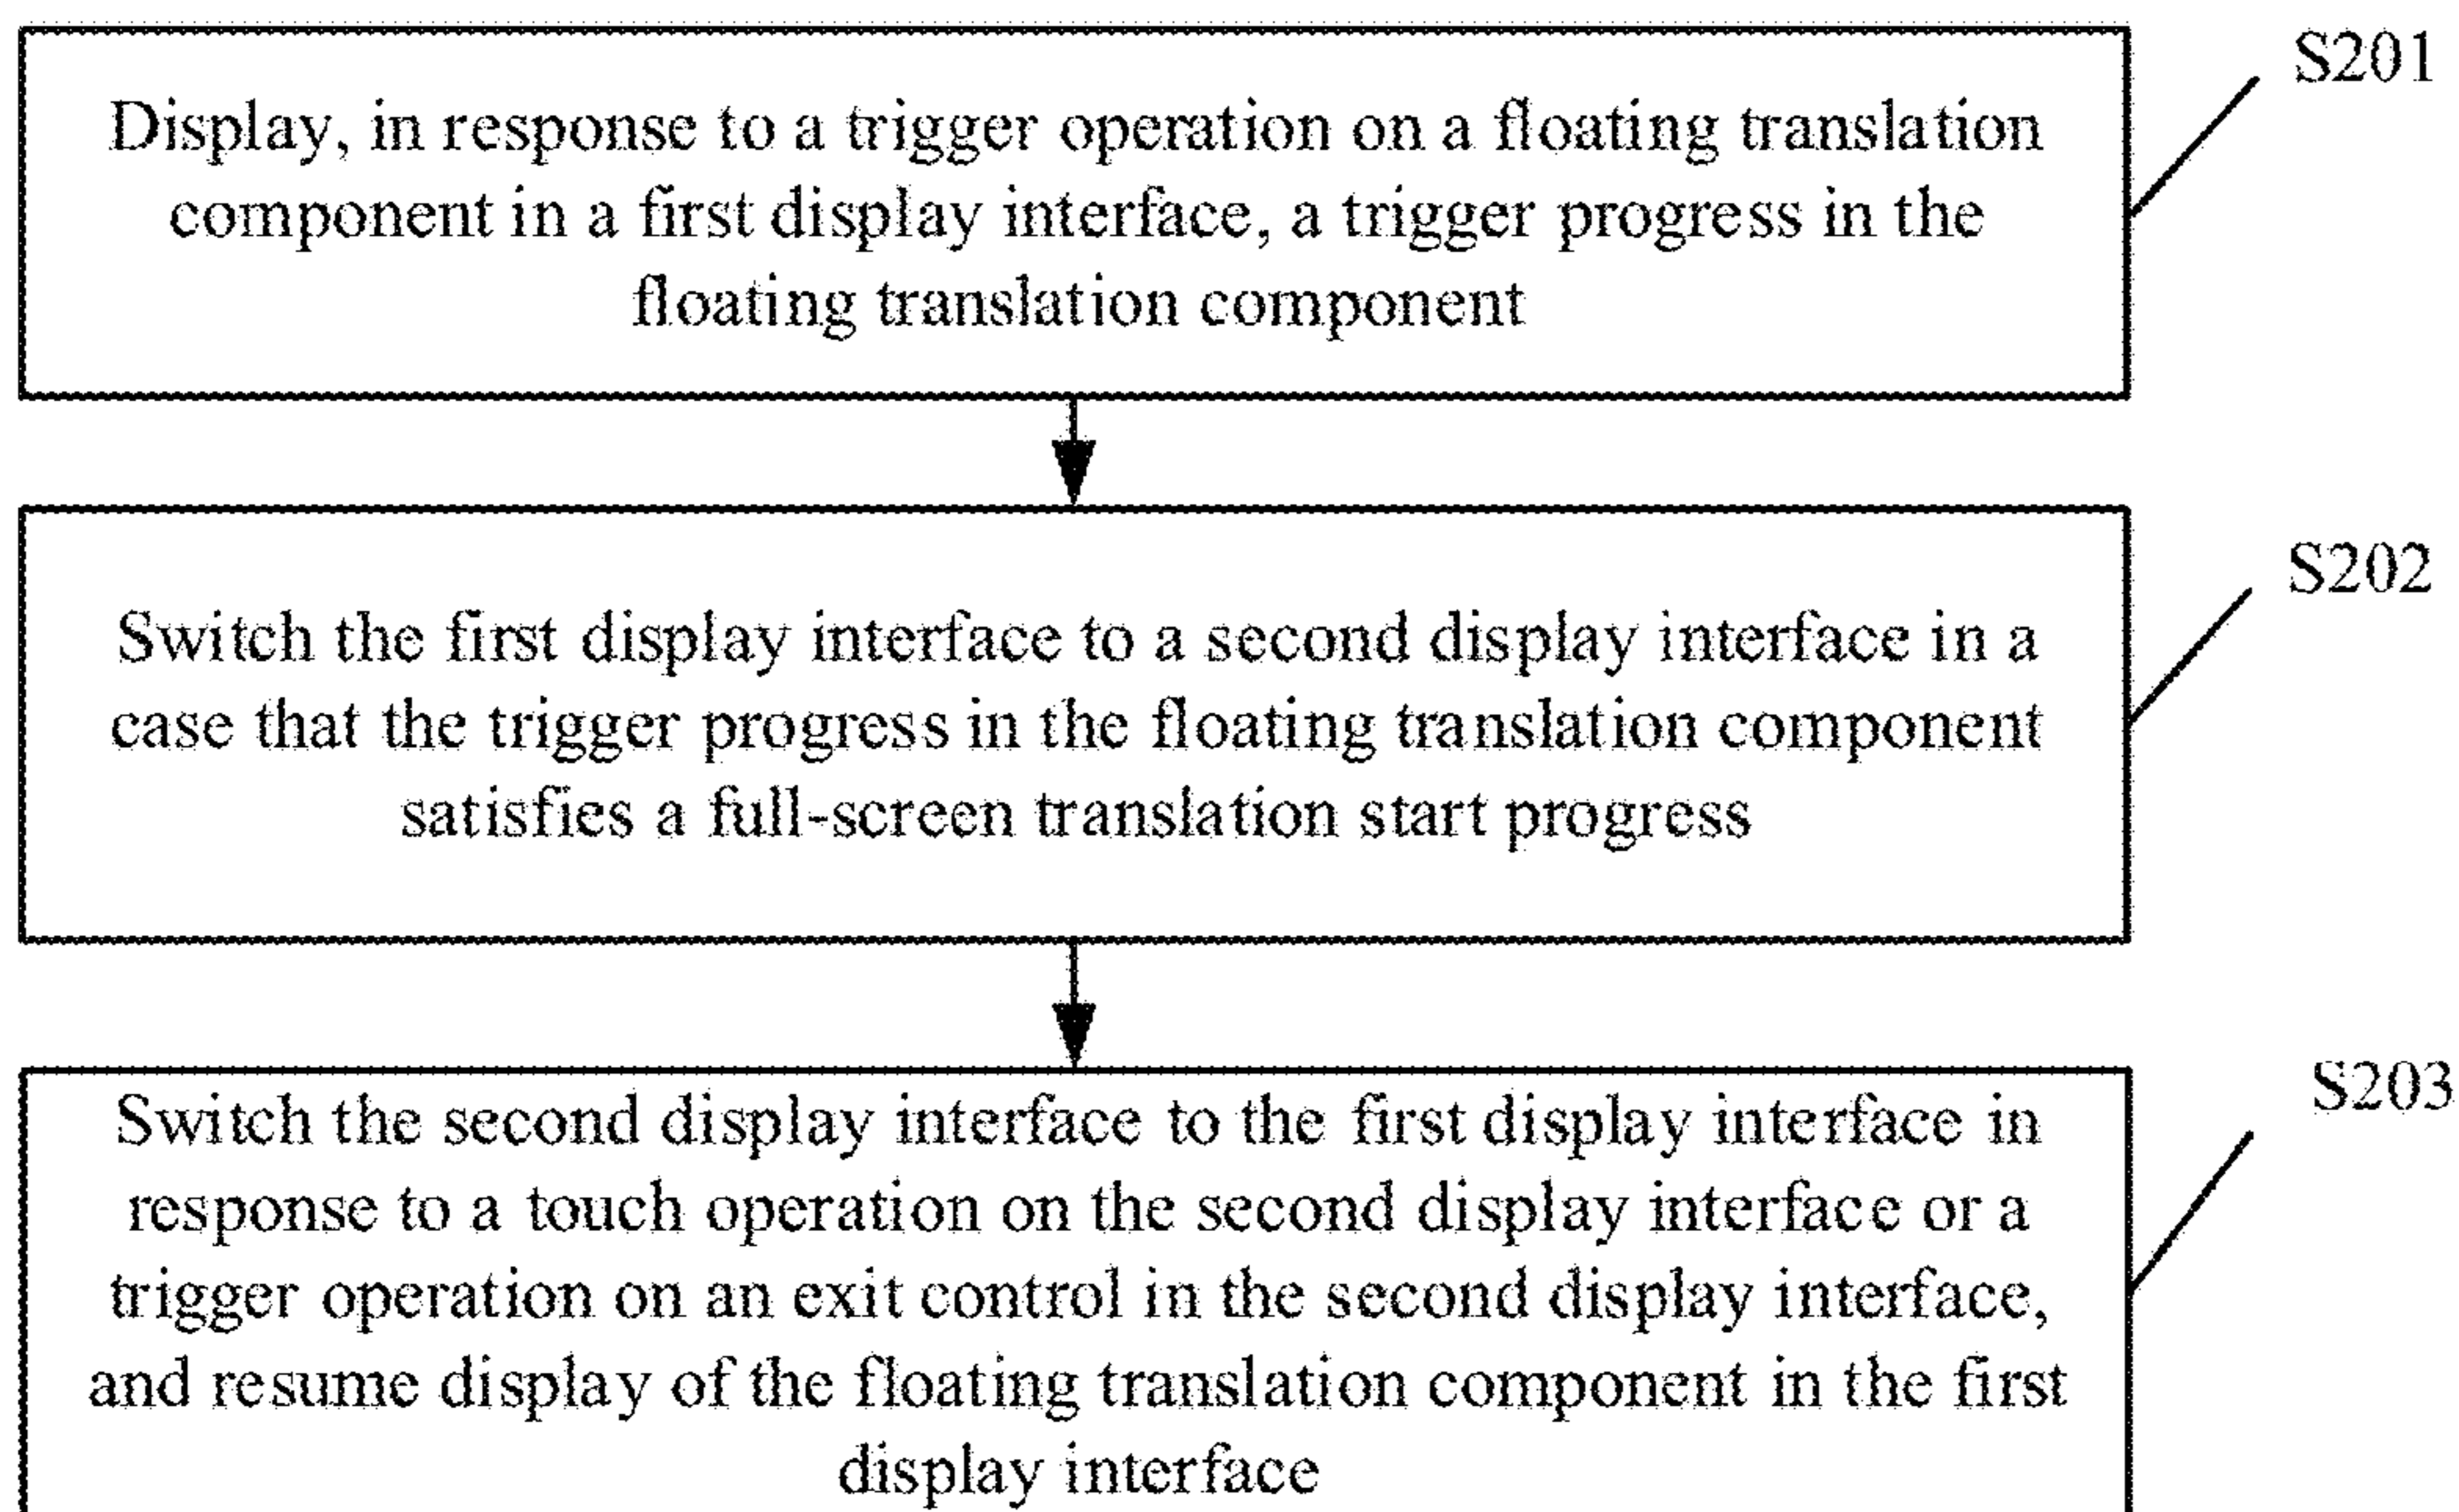 S201
Display, in response to a trigger operation on a floating translation
component in a first display interface, a trigger progress in the
floating translation component
S202
Switch the first display interface to a second display interface in a
case that the trigger progress in the floating translation component
satisfies a full-screen translation start progress
S203
Switch the second display interface to the first display interface in
response to a touch operation on the second display interface or a
trigger operation on an exit control in the second display interface,
and resume display of the floating translation component in the first
display interface